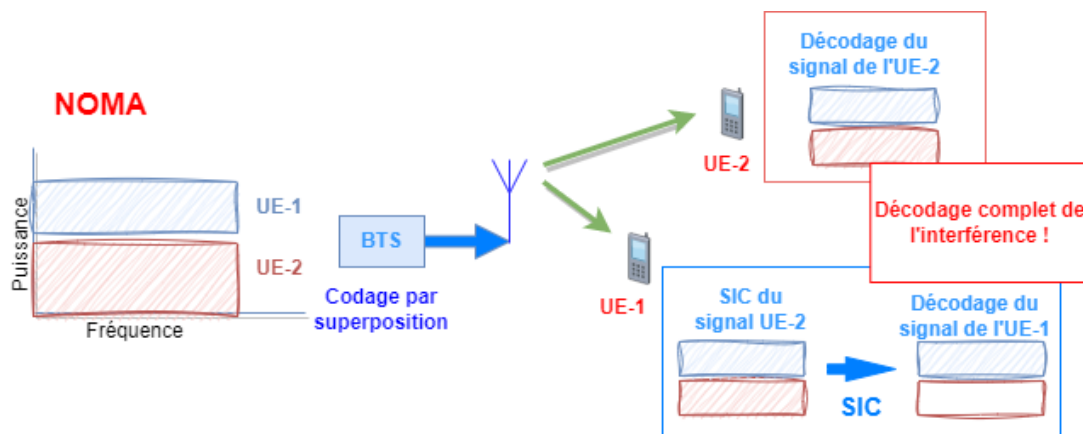 NOMA
Puissance
UE-1
UE-2
Fréquence
BTS
Codage par
superposition
UE-2
Décodage du
signal de l'UE-2
Décodage complet de
l'interférence !
UE-1
SIC du
signal UE-2
SIC
Décodage du
signal de l'UE-1